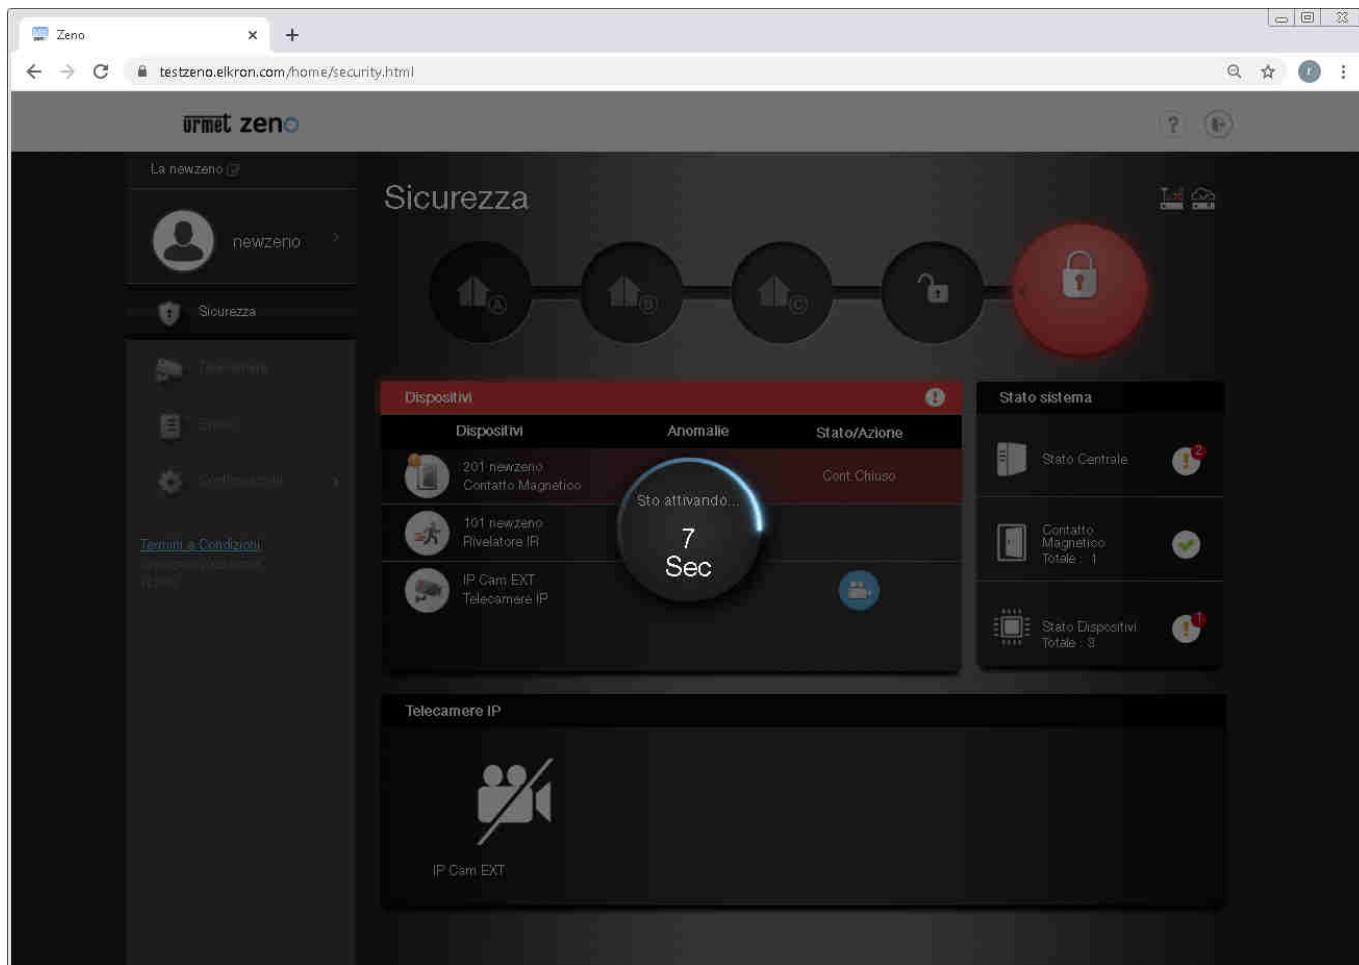 Zeno
testzeno.elkron.com/home/security.html
r
urmet zeno
?
La newzeno
newzeno
Sicurezza
Sicurezza
A
B
C
Telecamere
Termini e Condizioni
Dispositivi
Dispositivi Anomalie Stato/Azione
201 newzeno
Contatto Magnetico
Cont.Chiuso
101 newzeno
Rivelatore IR
IP Cam EXT
Telecamere IP
Sto attivando...
7
Sec
Stato sistema
Stato Centrale
2
Contatto
Magnetico
Totale : 1
Stato Dispositivi
Totale : 3
1
Telecamere IP
IP Cam EXT